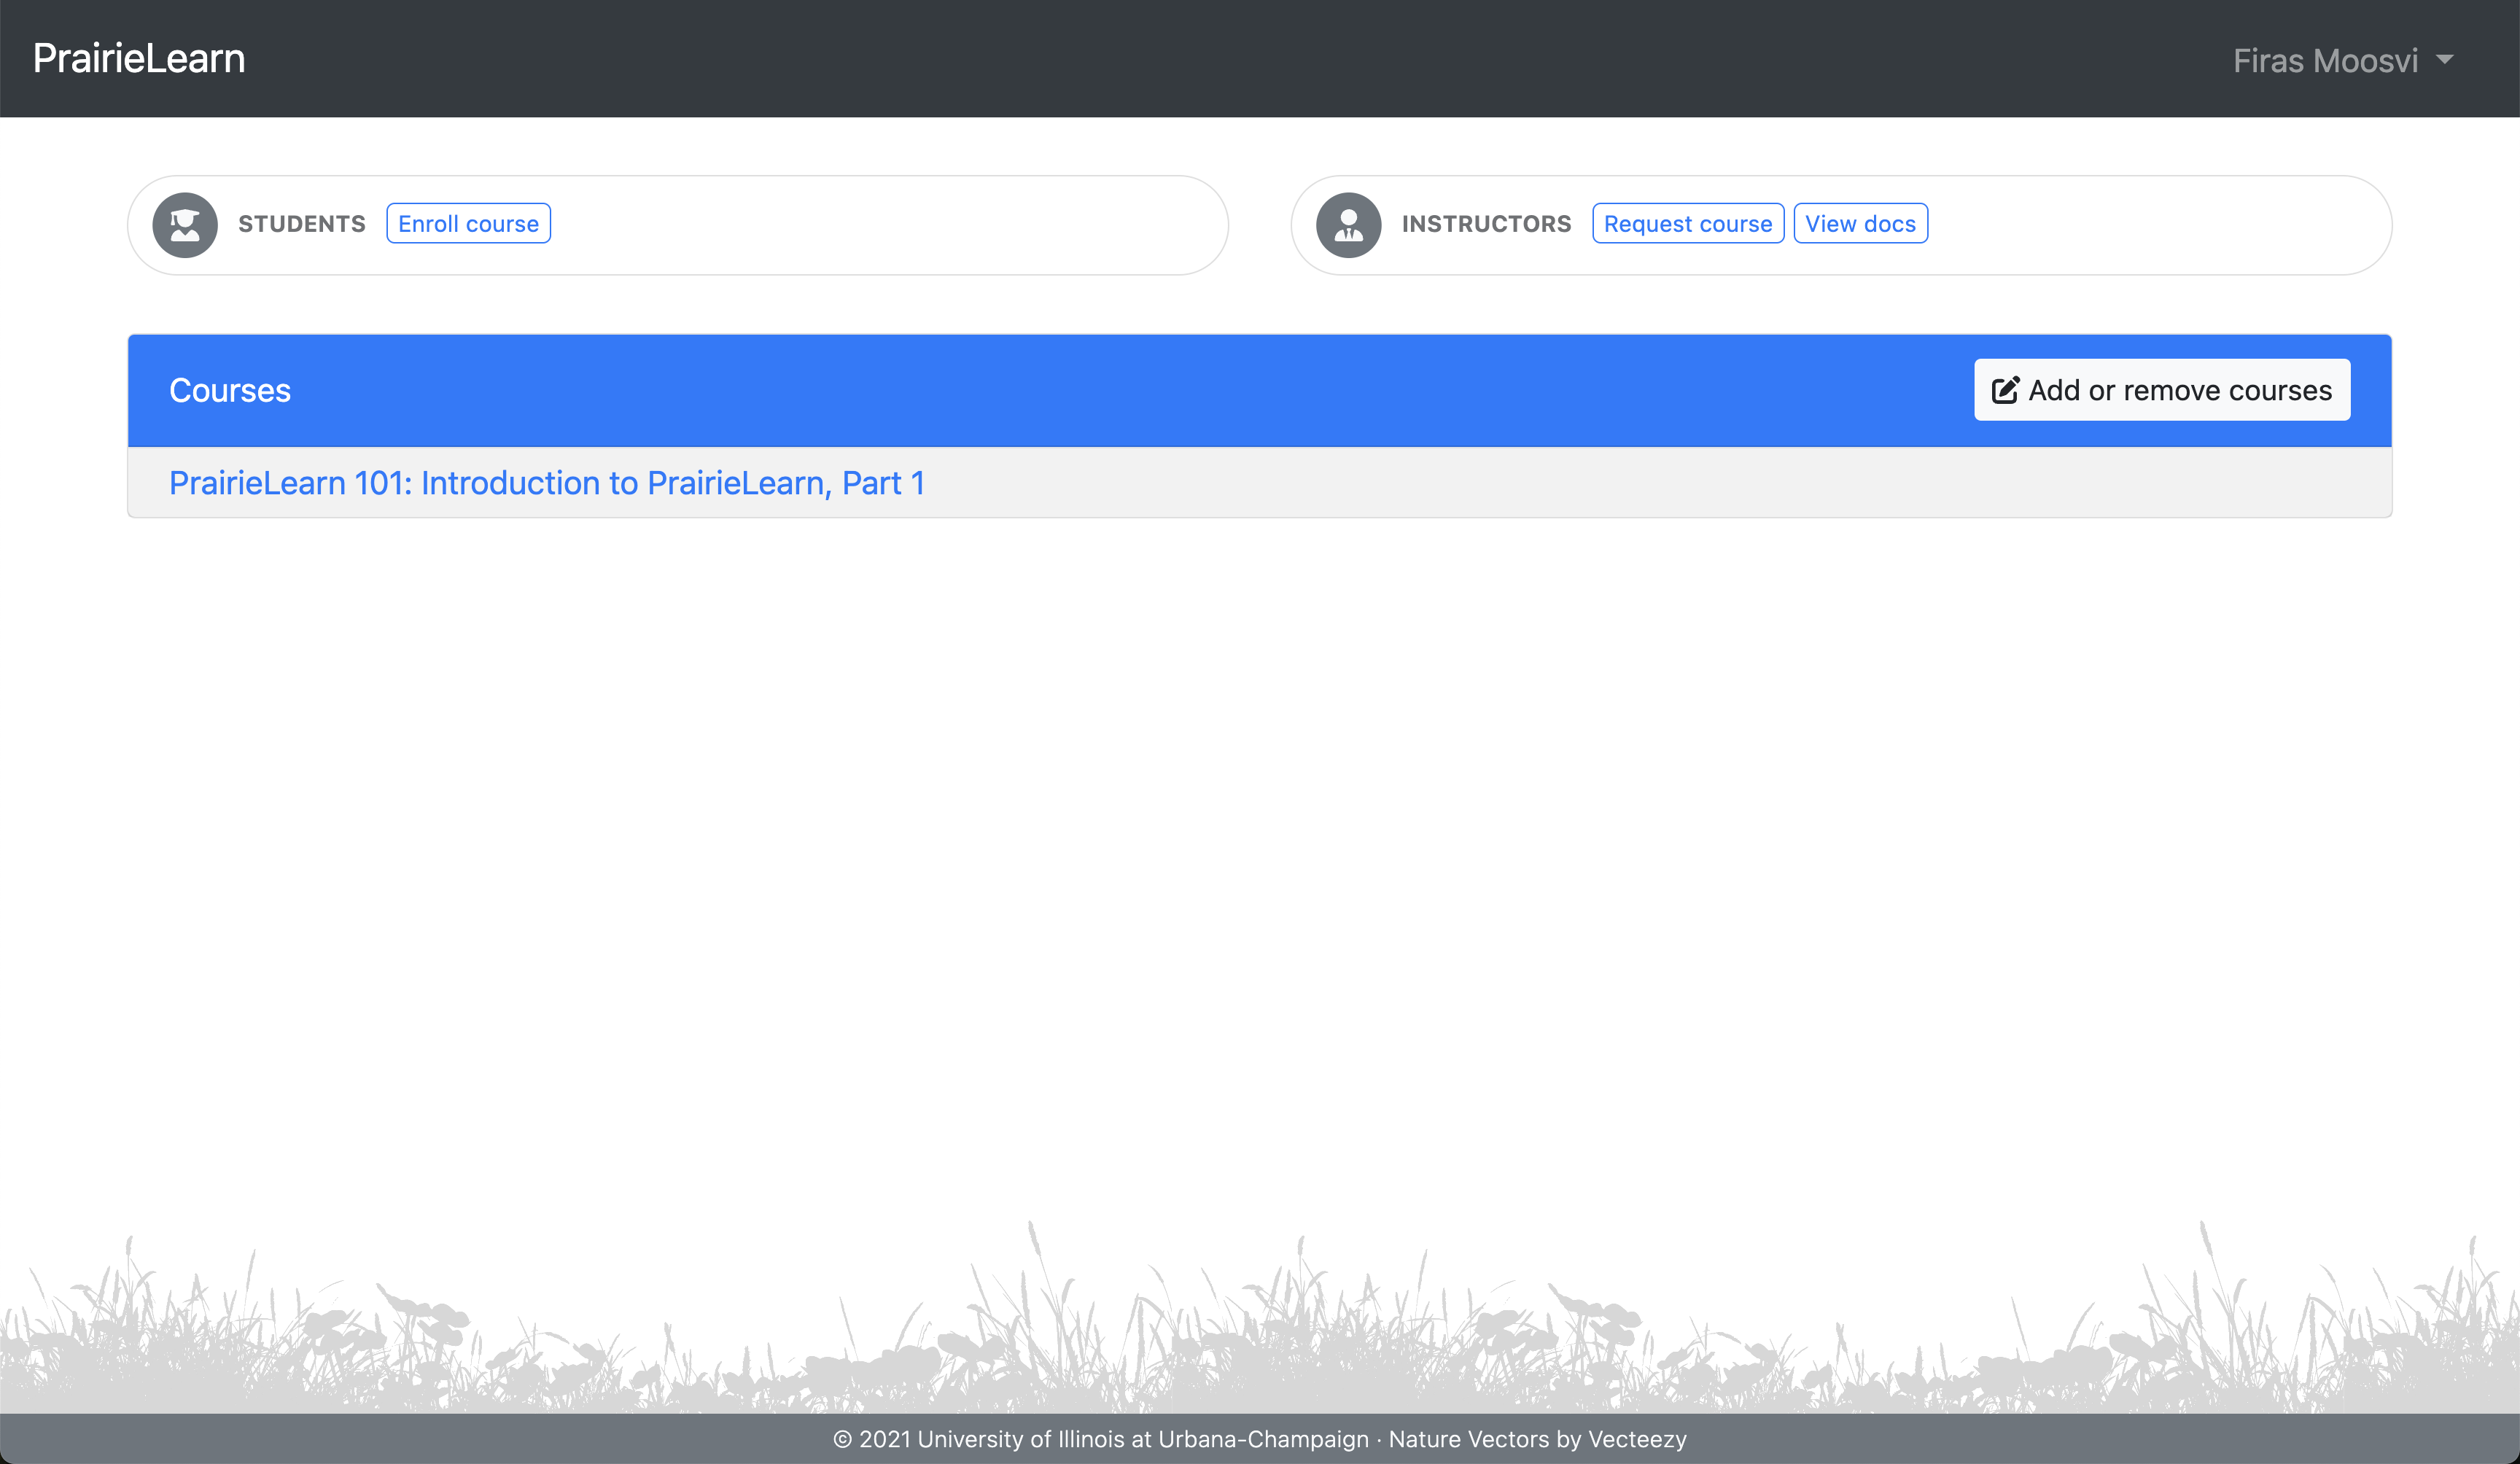 PrairieLearn
Firas Moosvi
STUDENTS Enroll course
INSTRUCTORS Request course View docs
Courses
Add or remove courses
PrairieLearn 101: Introduction to PrairieLearn, Part 1
© 2021 University of Illinois at Urbana-Champaign · Nature Vectors by Vecteezy